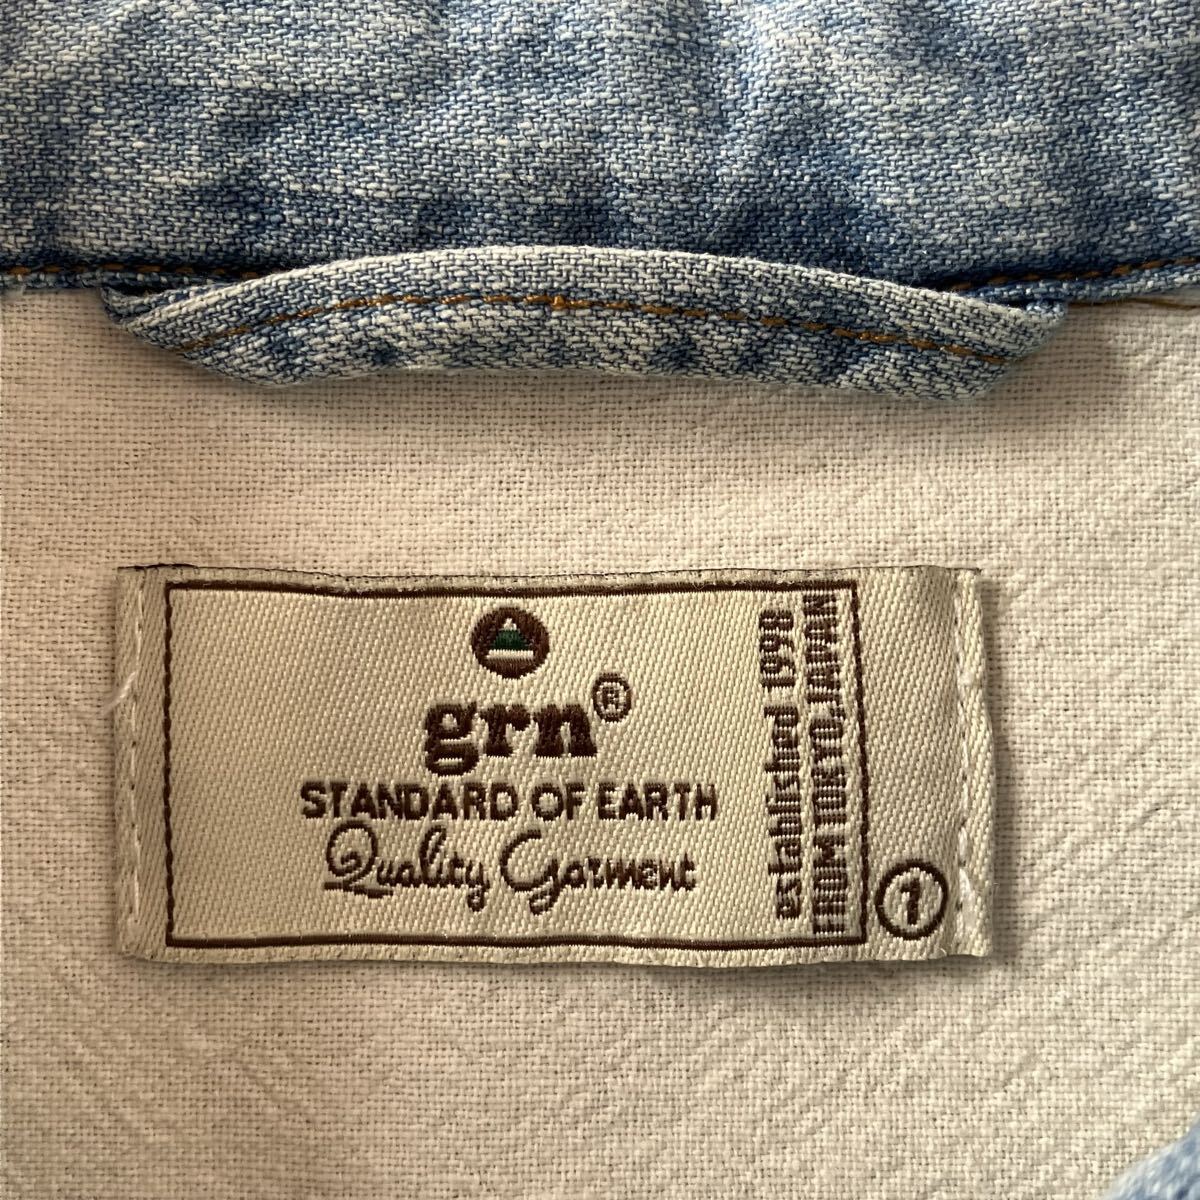 grn®
STANDARD OF EARTH
Quality Garment
established 1998
FROM TOKYO,JAPAN
1